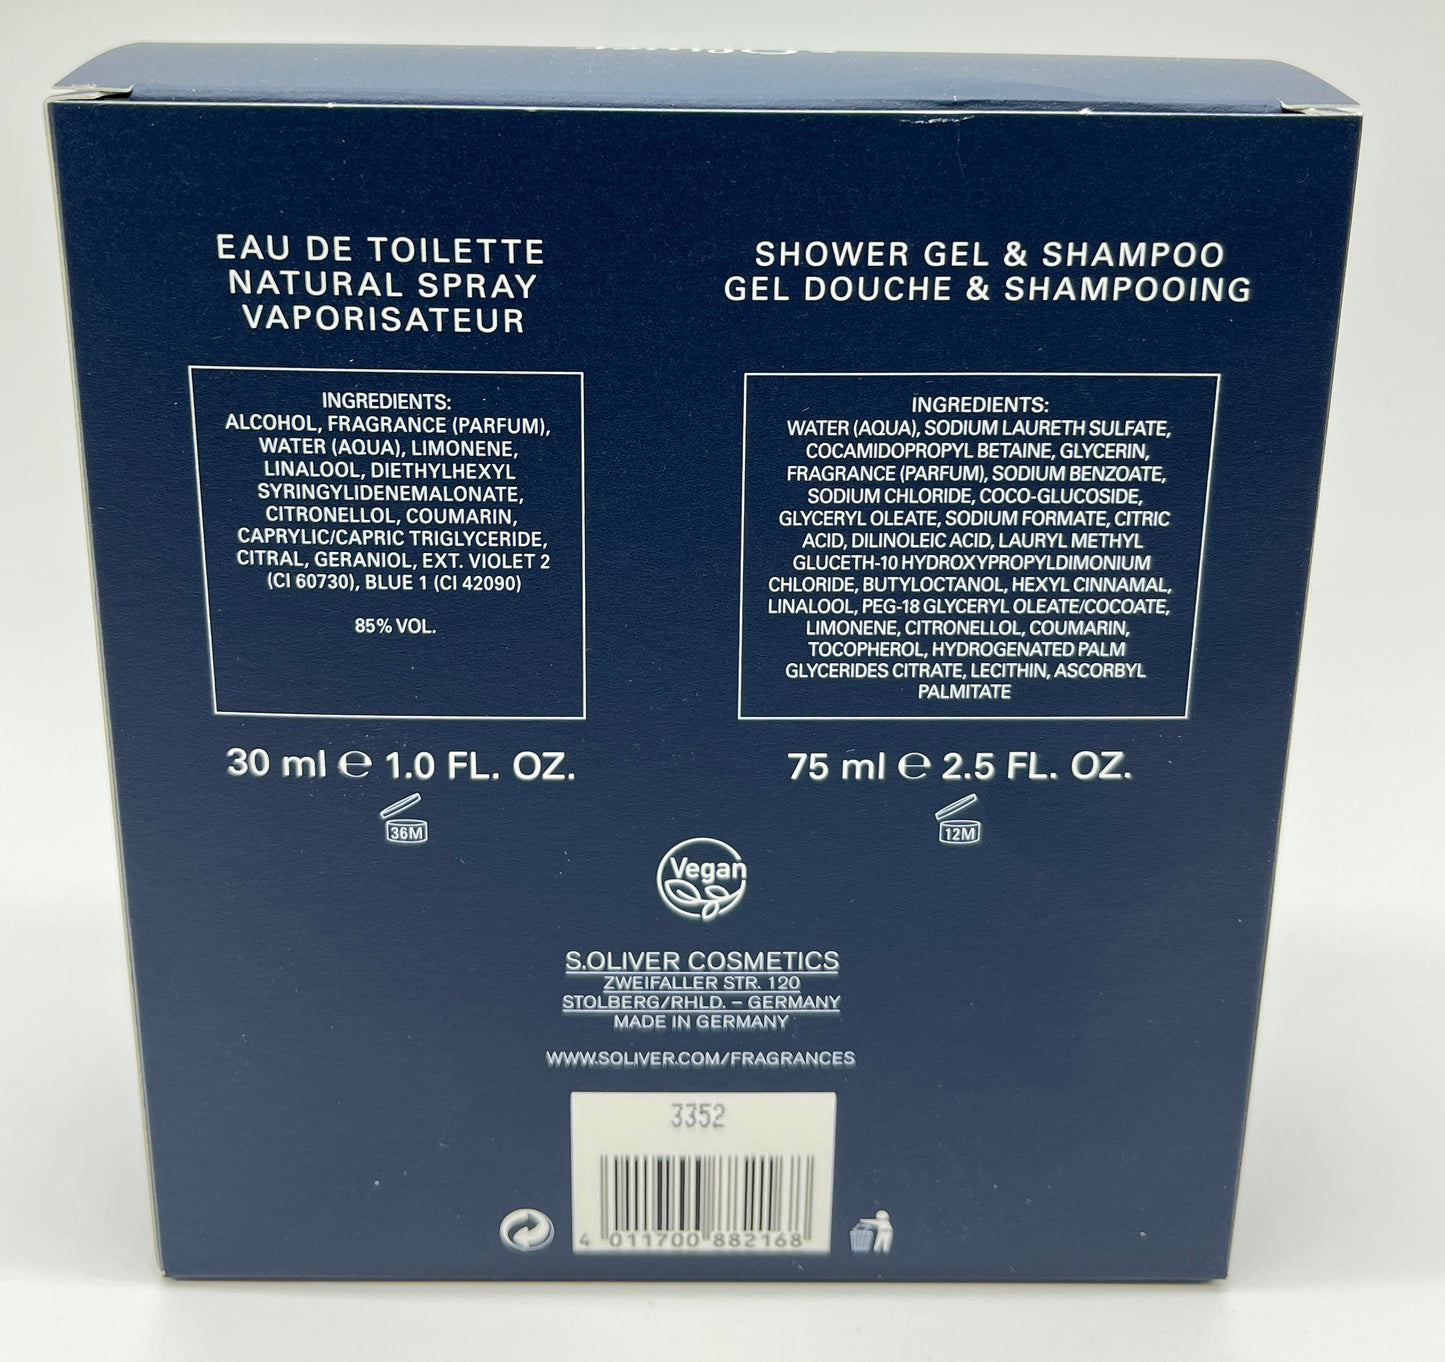 EAU DE TOILETTE
NATURAL SPRAY
VAPORISATEUR
INGREDIENTS:
ALCOHOL, FRAGRANCE (PARFUM),
WATER (AQUA), LIMONENE,
LINALOOL, DIETHYLHEXYL
SYRINGYLIDENEMALONATE,
CITRONELLOL, COUMARIN,
CAPRYLIC/CAPRIC TRIGLYCERIDE,
CITRAL, GERANIOL, EXT. VIOLET 2
(CI 60730), BLUE 1 (CI 42090)
85% VOL.
30 ml ℮ 1.0 FL. OZ.
36M
SHOWER GEL & SHAMPOO
GEL DOUCHE & SHAMPOOING
INGREDIENTS:
WATER (AQUA), SODIUM LAURETH SULFATE,
COCAMIDOPROPYL BETAINE, GLYCERIN,
FRAGRANCE (PARFUM), SODIUM BENZOATE,
SODIUM CHLORIDE, COCO-GLUCOSIDE,
GLYCERYL OLEATE, SODIUM FORMATE, CITRIC
ACID, DILINOLEIC ACID, LAURYL METHYL
GLUCETH-10 HYDROXYPROPYLDIMONIUM
CHLORIDE, BUTYLOCTANOL, HEXYL CINNAMAL,
LINALOOL, PEG-18 GLYCERYL OLEATE/COCOATE,
LIMONENE, CITRONELLOL, COUMARIN,
TOCOPHEROL, HYDROGENATED PALM
GLYCERIDES CITRATE, LECITHIN, ASCORBYL
PALMITATE
75 ml ℮ 2.5 FL. OZ.
12M
Vegan
S.OLIVER COSMETICS
ZWEIFALLER STR. 120
STOLBERG/RHLD. – GERMANY
MADE IN GERMANY
WWW.SOLIVER.COM/FRAGRANCES
3352
4 011700 882168